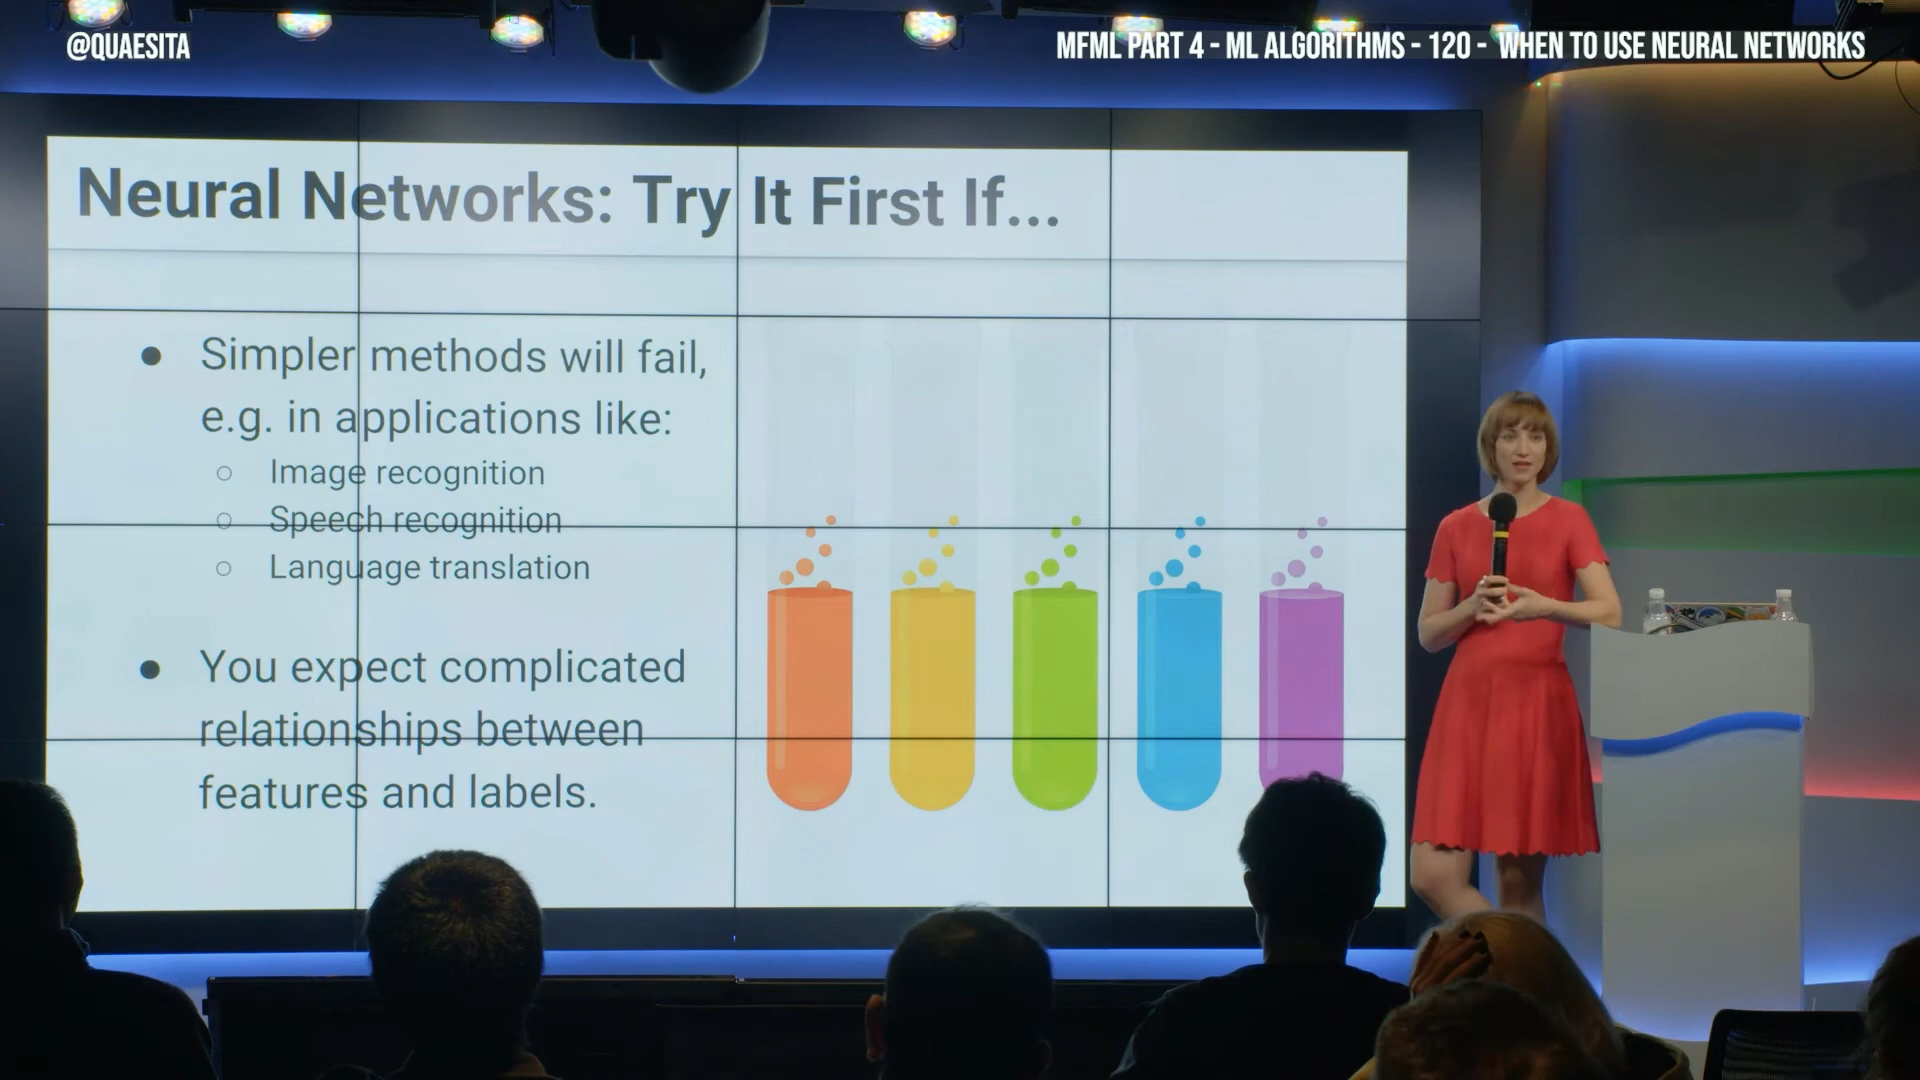 @QUAESITA
MFML PART 4 - ML ALGORITHMS - 120 - WHEN TO USE NEURAL NETWORKS
Neural Networks: Try It First If...
● Simpler methods will fail,
e.g. in applications like:
○ Image recognition
○ Speech recognition
○ Language translation
● You expect complicated
relationships between
features and labels.